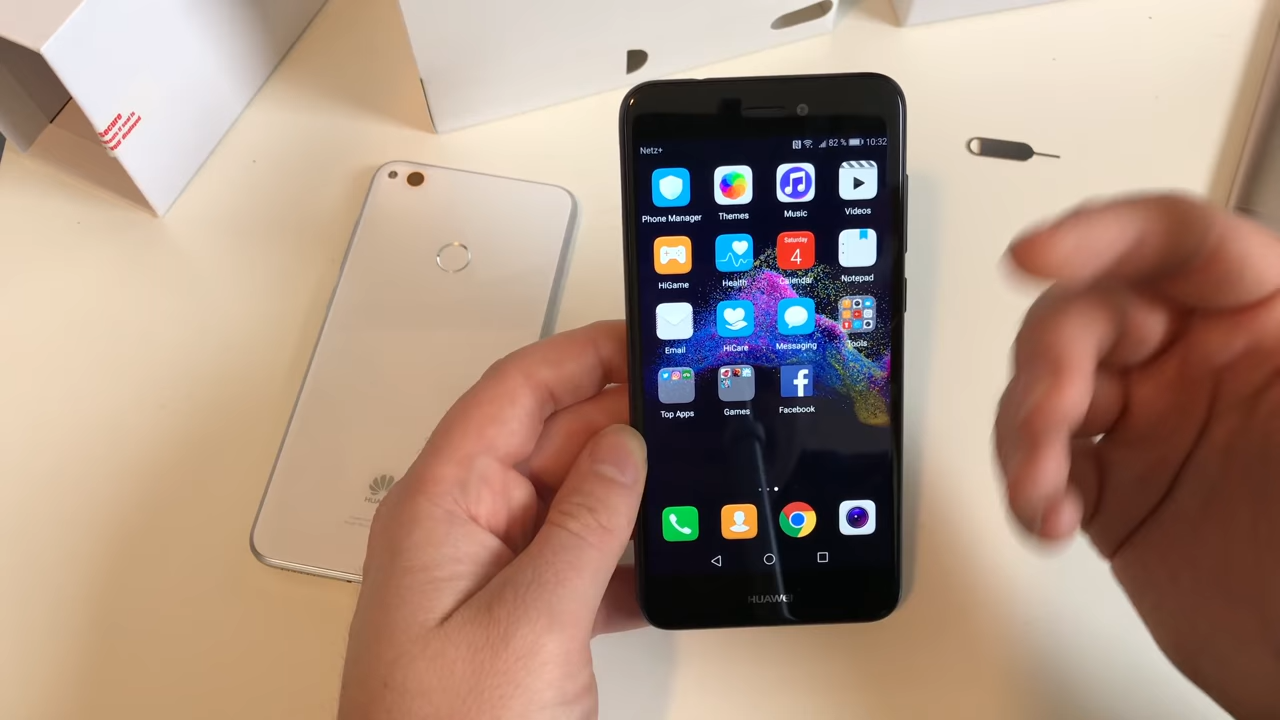 Secure
Netz+
82 %
10:32
Phone Manager
Themes
Music
Videos
Saturday
4
HiGame
Health
Calendar
Notepad
Email
HiCare
Messaging
Tools
Top Apps
Games
Facebook
HUAWEI